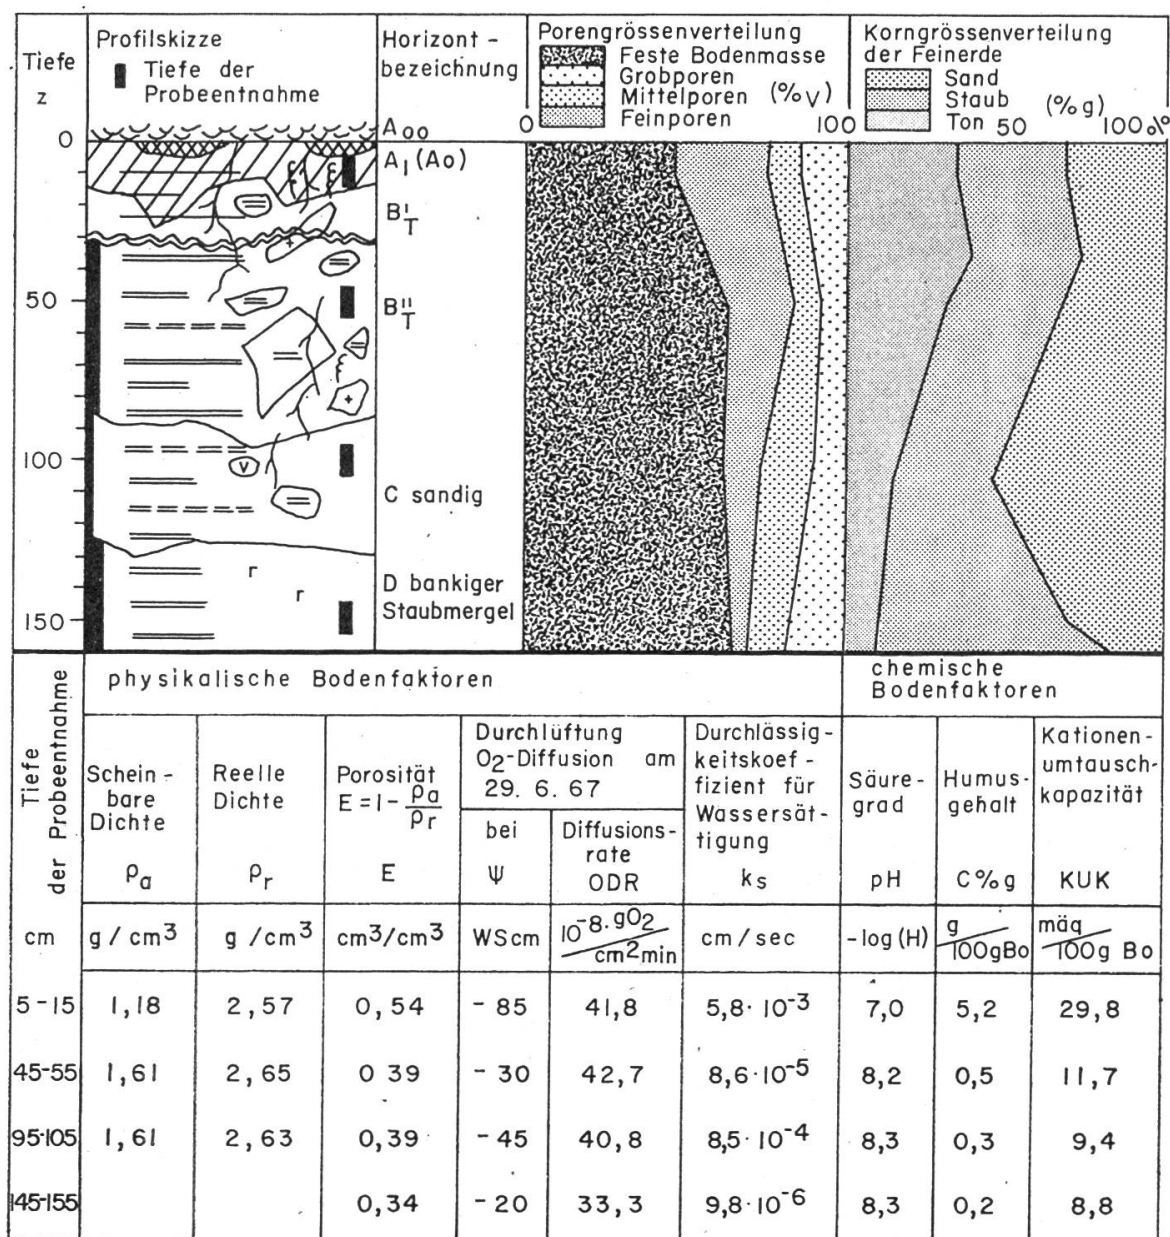 Tiefe
z
Profilskizze
Tiefe der
Probeentnahme
Horizont -
bezeichnung
Porengrössenverteilung
Feste Bodenmasse
Grobporen
Mittelporen (%v)
Feinporen
0 100
Korngrössenverteilung
der Feinerde
Sand
Staub (%g)
Ton 50 100%
0
50
100
150
A₀₀
A₁(A₀)
B'T
B''T
C sandig
D bankiger
Staubmergel
+
+
v
r
r
physikalische Bodenfaktoren
chemische
Bodenfaktoren
Tiefe
der Probeentnahme
cm
Schein -
bare
Dichte
ρa
g / cm³
Reelle
Dichte
ρr
g /cm³
Porosität
E = 1 - ρa/ρr
E
cm³/cm³
Durchlüftung
O₂-Diffusion am
29. 6. 67
bei
Ψ
WScm
Diffusions-
rate
ODR
10⁻⁸·gO₂
cm²min
Durchlässig-
keitskoef-
fizient für
Wassersät-
tigung
ks
cm / sec
Säure-
grad
pH
-log (H)
Humus-
gehalt
C%g
g
100gBo
Kationen-
umtausch-
kapazität
KUK
mäq
100g Bo
5-15 1,18 2,57 0,54 - 85 41,8 5,8·10⁻³ 7,0 5,2 29,8
45-55 1,61 2,65 0 39 - 30 42,7 8,6·10⁻⁵ 8,2 0,5 11,7
95-105 1,61 2,63 0,39 - 45 40,8 8,5·10⁻⁴ 8,3 0,3 9,4
145-155 0,34 - 20 33,3 9,8·10⁻⁶ 8,3 0,2 8,8